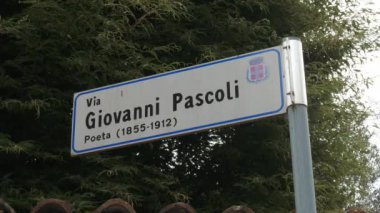 Via
Giovanni Pascoli
Poeta (1855-1912)